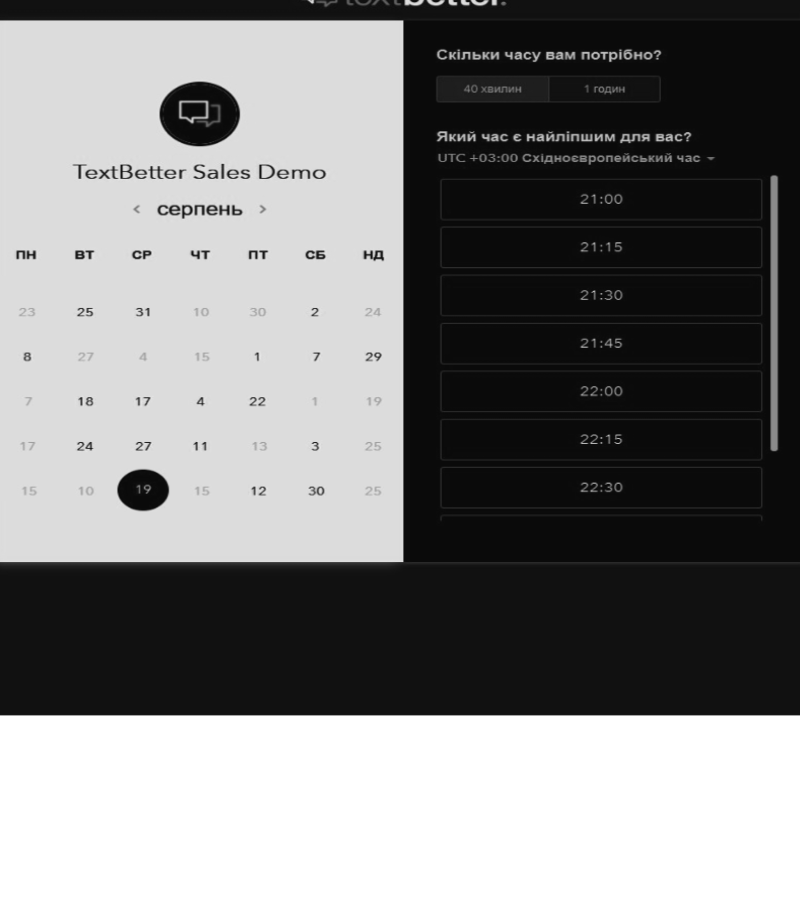 textbetter.
TextBetter Sales Demo
< серпень >
ПН ВТ СР ЧТ ПТ СБ НД
23 25 31 10 30 2 24
8 27 4 15 1 7 29
7 18 17 4 22 1 19
17 24 27 11 13 3 25
15 10 19 15 12 30 25
Скільки часу вам потрібно?
40 хвилин 1 годин
Який час є найліпшим для вас?
UTC +03:00 Східноєвропейський час
21:00
21:15
21:30
21:45
22:00
22:15
22:30